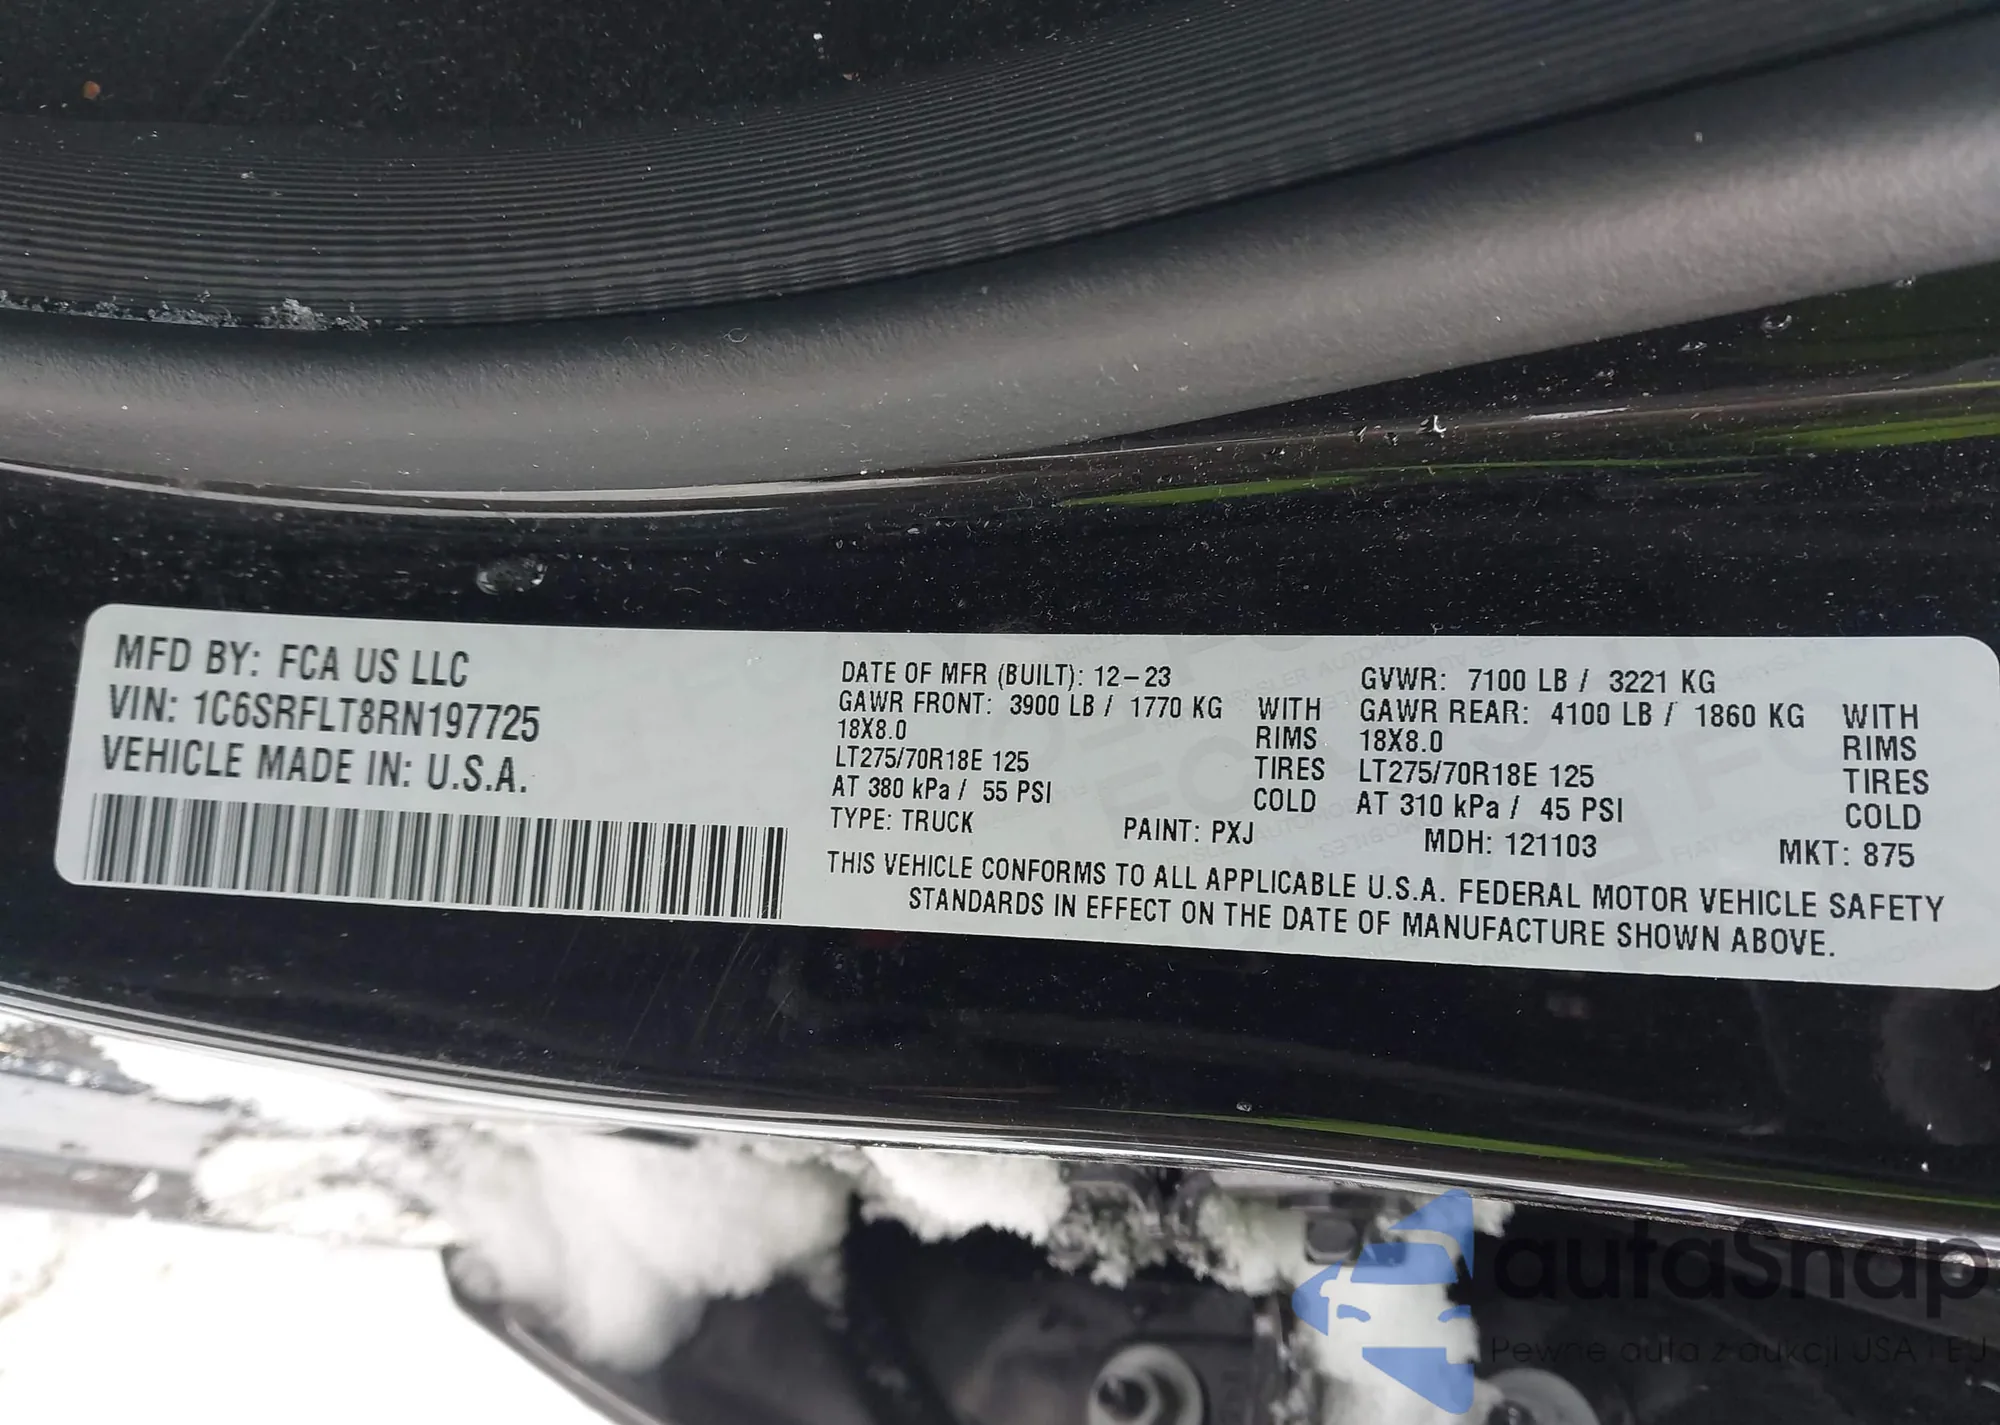 MFD BY: FCA US LLC
VIN: 1C6SRFLT8RN197725
VEHICLE MADE IN: U.S.A.
DATE OF MFR (BUILT): 12-23
GVWR: 7100 LB / 3221 KG
GAWR FRONT: 3900 LB / 1770 KG WITH
18X8.0 RIMS
LT275/70R18E 125 TIRES
AT 380 kPa / 55 PSI COLD
GAWR REAR: 4100 LB / 1860 KG WITH
18X8.0 RIMS
LT275/70R18E 125 TIRES
AT 310 kPa / 45 PSI COLD
TYPE: TRUCK PAINT: PXJ MDH: 121103 MKT: 875
THIS VEHICLE CONFORMS TO ALL APPLICABLE U.S.A. FEDERAL MOTOR VEHICLE SAFETY
STANDARDS IN EFFECT ON THE DATE OF MANUFACTURE SHOWN ABOVE.
autaSnap
Pewne auta z aukcji USA i EU